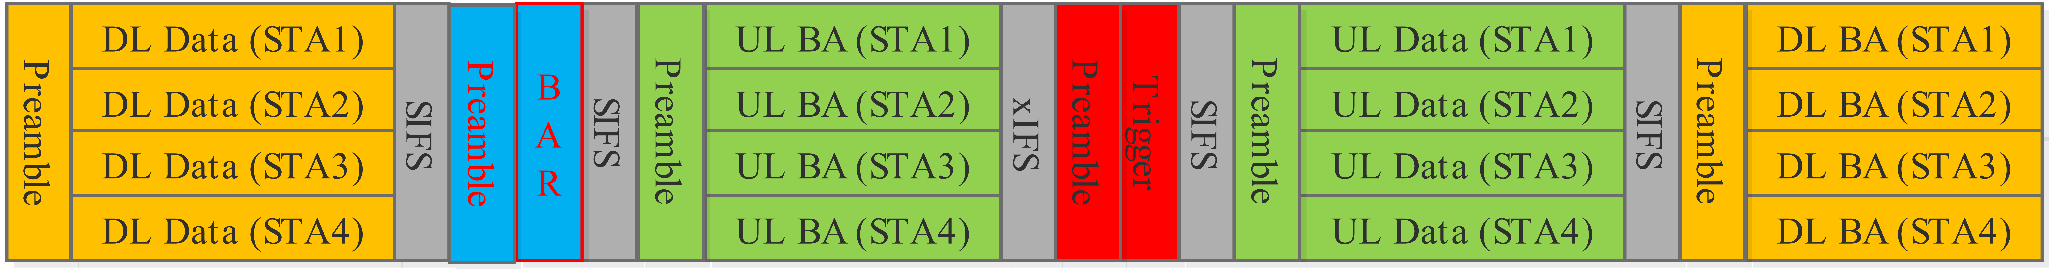 Preamble
DL Data (STA1)
DL Data (STA2)
DL Data (STA3)
DL Data (STA4)
SIFS
Preamble
B
A
R
SIFS
Preamble
UL BA (STA1)
UL BA (STA2)
UL BA (STA3)
UL BA (STA4)
xIFS
Preamble
Trigger
SIFS
Preamble
UL Data (STA1)
UL Data (STA2)
UL Data (STA3)
UL Data (STA4)
SIFS
Preamble
DL BA (STA1)
DL BA (STA2)
DL BA (STA3)
DL BA (STA4)